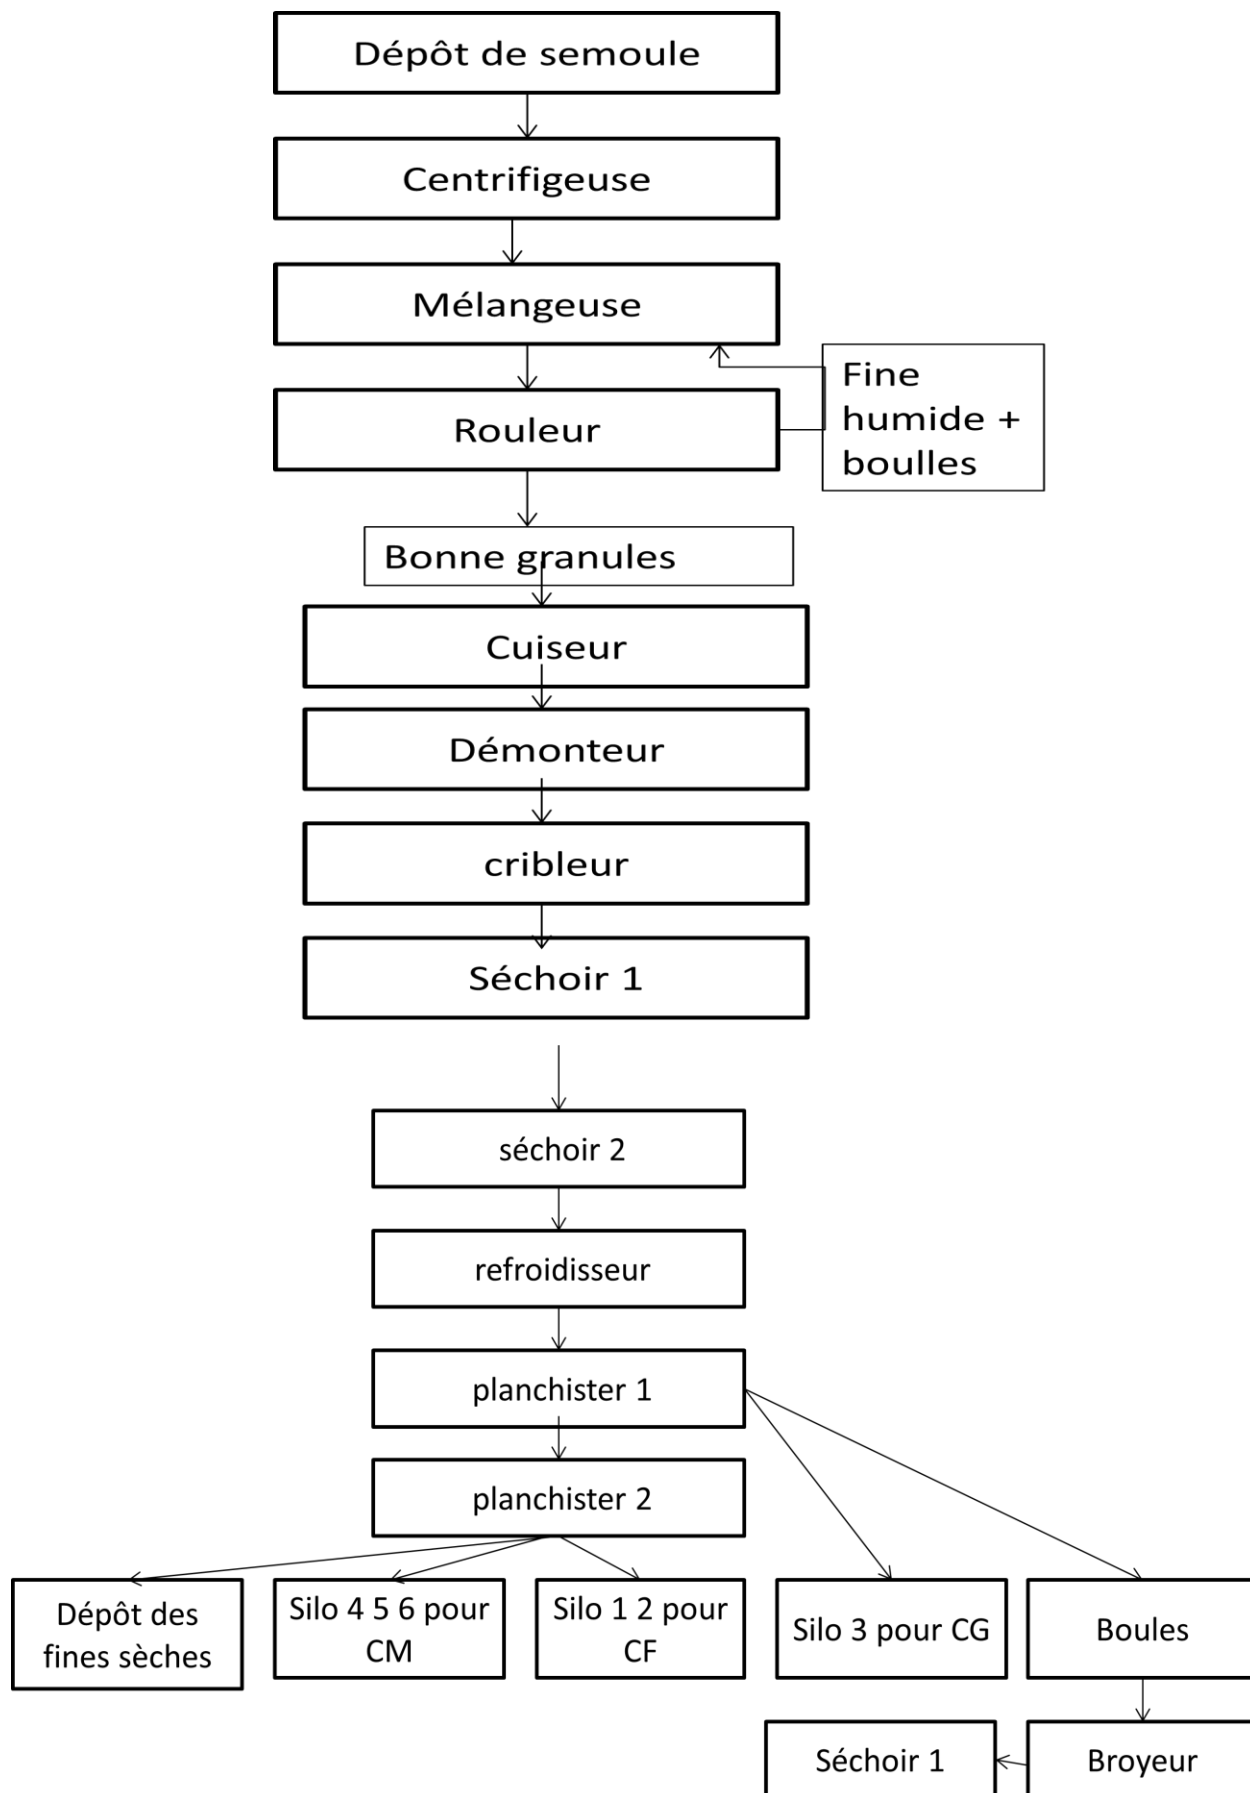 Dépôt de semoule
Centrifigeuse
Mélangeuse
Fine
humide +
boulles
Rouleur
Bonne granules
Cuiseur
Démonteur
cribleur
Séchoir 1
séchoir 2
refroidisseur
planchister 1
planchister 2
Dépôt des
fines sèches
Silo 4 5 6 pour
CM
Silo 1 2 pour
CF
Silo 3 pour CG
Boules
Séchoir 1
Broyeur